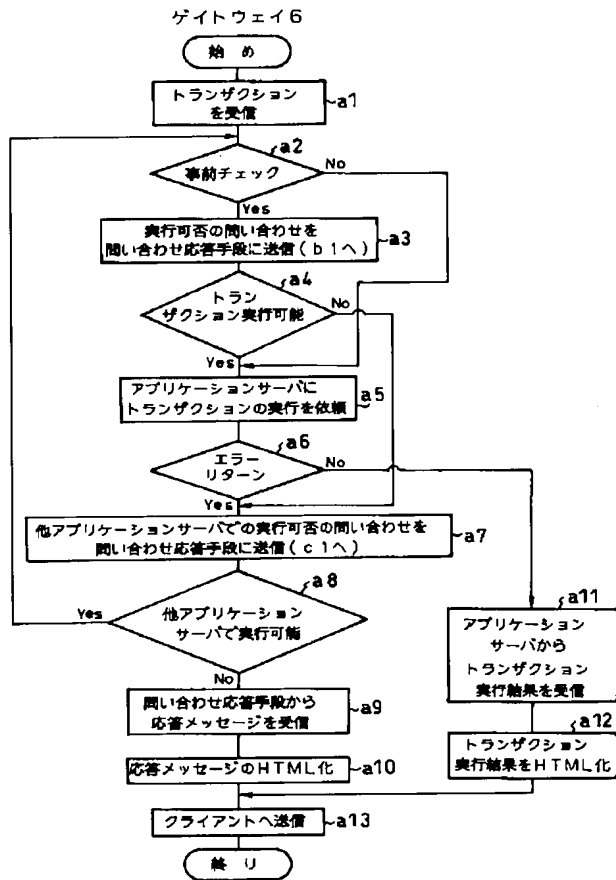 ゲイトウェイ6
始め
トランザクション
を受信
a1
a2
事前チェック
No
Yes
実行可否の問い合わせを
問い合わせ応答手段に送信(b1へ)
a3
a4
トラン
ザクション実行可能
No
Yes
アプリケーションサーバに
トランザクションの実行を依頼
a5
a6
エラー
リターン
No
Yes
他アプリケーションサーバでの実行可否の問い合わせを
問い合わせ応答手段に送信(c1へ)
a7
a8
Yes
他アプリケーション
サーバで実行可能
No
a11
アプリケーション
サーバから
トランザクション
実行結果を受信
問い合わせ応答手段から
応答メッセージを受信
a9
a12
トランザクション
実行結果をHTML化
応答メッセージのHTML化
a10
クライアントへ送信
a13
終り